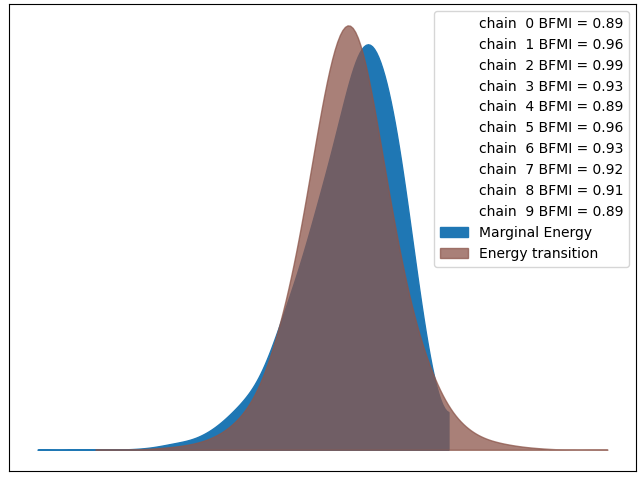 chain  0 BFMI = 0.89
chain  1 BFMI = 0.96
chain  2 BFMI = 0.99
chain  3 BFMI = 0.93
chain  4 BFMI = 0.89
chain  5 BFMI = 0.96
chain  6 BFMI = 0.93
chain  7 BFMI = 0.92
chain  8 BFMI = 0.91
chain  9 BFMI = 0.89
Marginal Energy
Energy transition